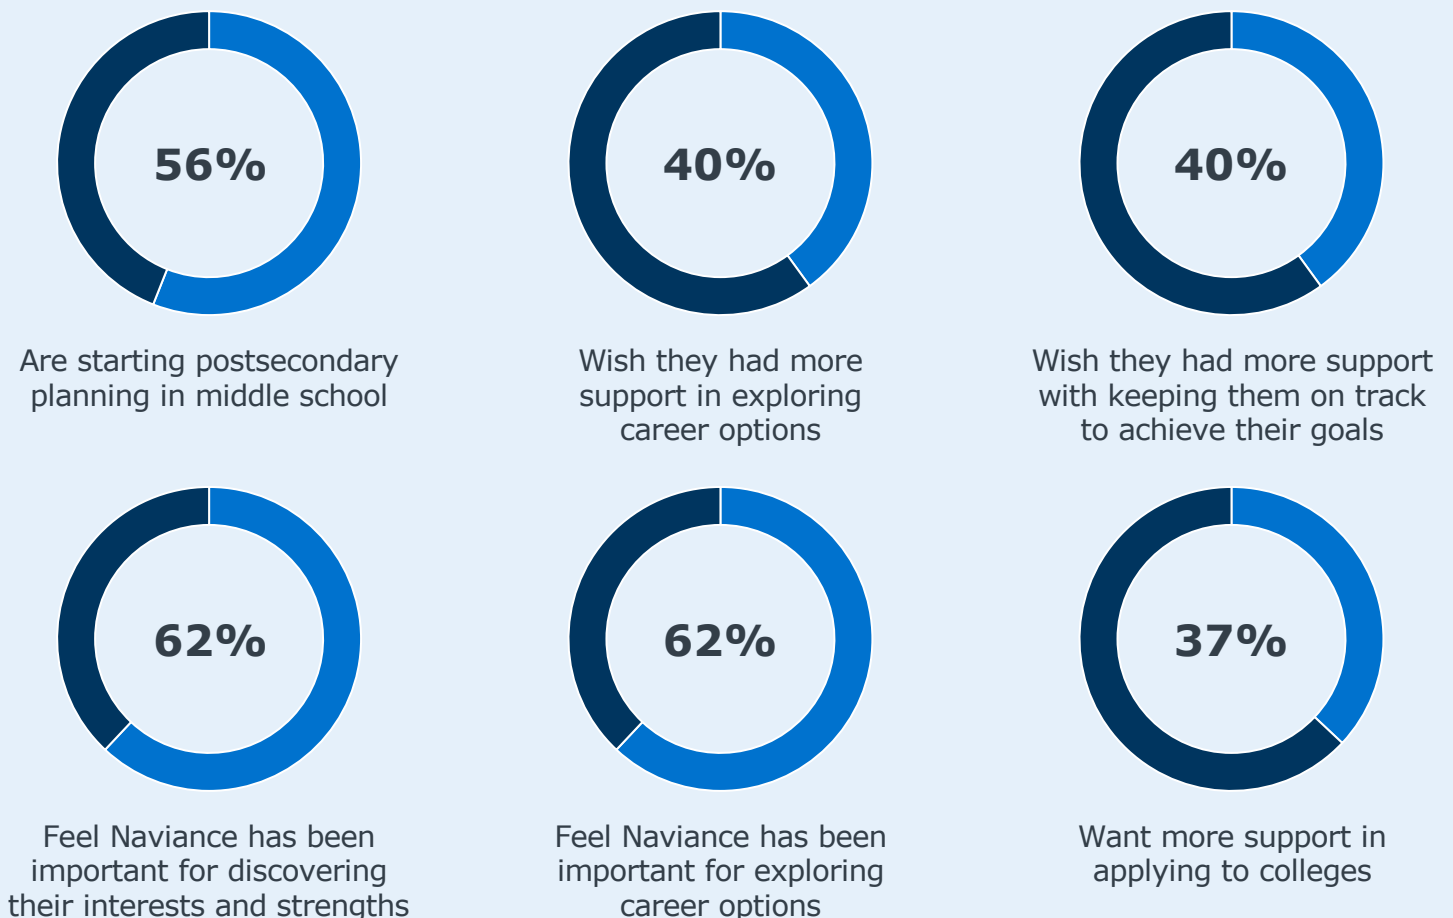 56%
Are starting postsecondary
planning in middle school
40%
Wish they had more
support in exploring
career options
40%
Wish they had more support
with keeping them on track
to achieve their goals
62%
Feel Naviance has been
important for discovering
their interests and strengths
62%
Feel Naviance has been
important for exploring
career options
37%
Want more support in
applying to colleges